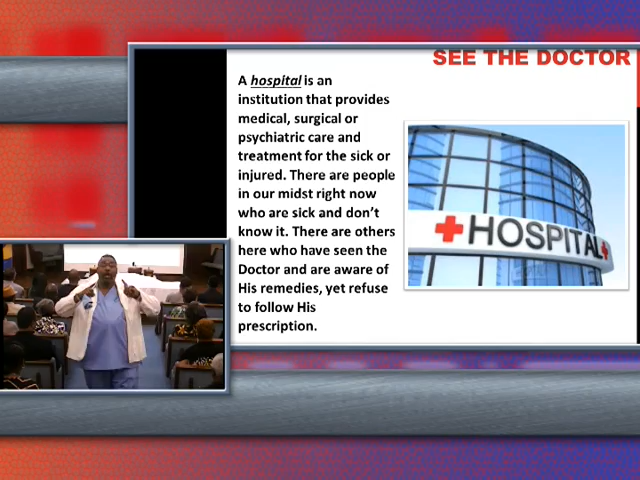 SEE THE DOCTOR
A hospital is an
institution that provides
medical, surgical or
psychiatric care and
treatment for the sick or
injured. There are people
in our midst right now
who are sick and don't
know it. There are others
here who have seen the
Doctor and are aware of
His remedies, yet refuse
to follow His
prescription.
HOSPITAL